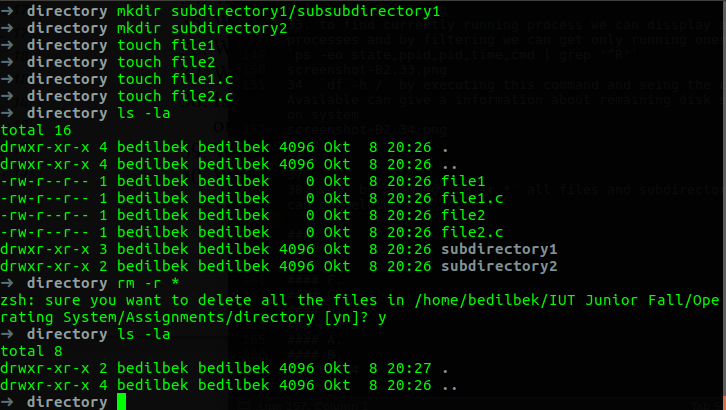 ➜ directory mkdir subdirectory1/subsubdirectory1
➜ directory mkdir subdirectory2
➜ directory touch file1
➜ directory touch file2
➜ directory touch file1.c
➜ directory touch file2.c
➜ directory ls -la
total 16
drwxr-xr-x 4 bedilbek bedilbek 4096 Okt  8 20:26 .
drwxr-xr-x 4 bedilbek bedilbek 4096 Okt  8 20:26 ..
-rw-r--r-- 1 bedilbek bedilbek    0 Okt  8 20:26 file1
-rw-r--r-- 1 bedilbek bedilbek    0 Okt  8 20:26 file1.c
-rw-r--r-- 1 bedilbek bedilbek    0 Okt  8 20:26 file2
-rw-r--r-- 1 bedilbek bedilbek    0 Okt  8 20:26 file2.c
drwxr-xr-x 3 bedilbek bedilbek 4096 Okt  8 20:26 subdirectory1
drwxr-xr-x 2 bedilbek bedilbek 4096 Okt  8 20:26 subdirectory2
➜ directory rm -r *
zsh: sure you want to delete all the files in /home/bedilbek/IUT Junior Fall/Ope
rating System/Assignments/directory [yn]? y
➜ directory ls -la
total 8
drwxr-xr-x 2 bedilbek bedilbek 4096 Okt  8 20:27 .
drwxr-xr-x 4 bedilbek bedilbek 4096 Okt  8 20:26 ..
➜ directory